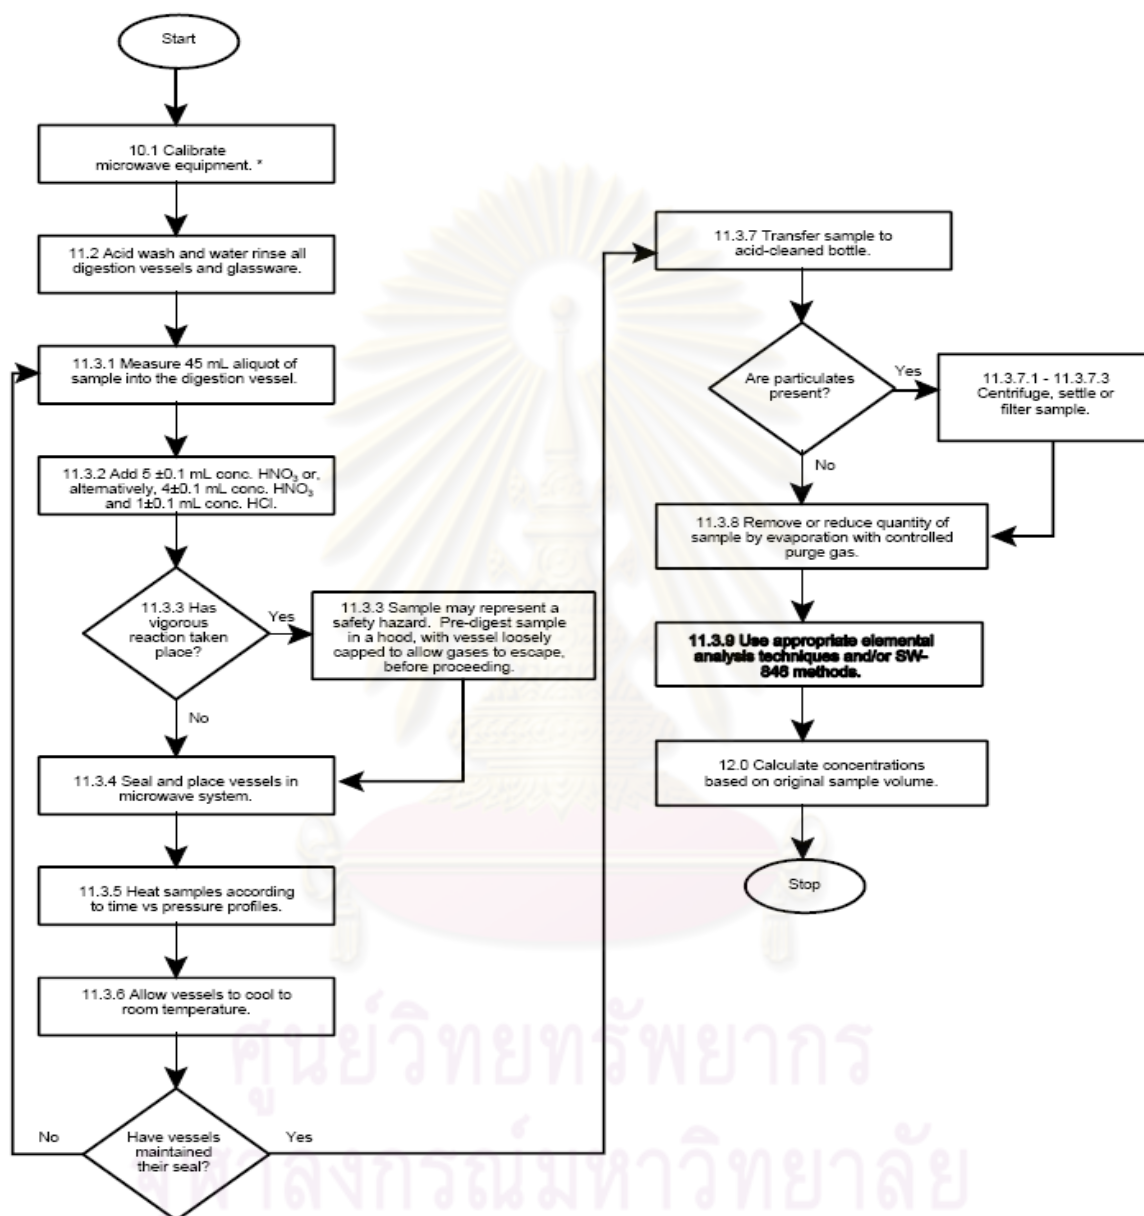 Start
10.1 Calibrate
microwave equipment. *
11.2 Acid wash and water rinse all
digestion vessels and glassware.
11.3.1 Measure 45 mL aliquot of
sample into the digestion vessel.
11.3.2 Add 5 ±0.1 mL conc. HNO₃ or,
alternatively, 4±0.1 mL conc. HNO₃
and 1±0.1 mL conc. HCl.
11.3.3 Has
vigorous
reaction taken
place?
Yes
11.3.3 Sample may represent a
safety hazard. Pre-digest sample
in a hood, with vessel loosely
capped to allow gases to escape,
before proceeding.
No
11.3.4 Seal and place vessels in
microwave system.
11.3.5 Heat samples according
to time vs pressure profiles.
11.3.6 Allow vessels to cool to
room temperature.
Have vessels
maintained
their seal?
No
Yes
11.3.7 Transfer sample to
acid-cleaned bottle.
Are particulates
present?
Yes
11.3.7.1 - 11.3.7.3
Centrifuge, settle or
filter sample.
No
11.3.8 Remove or reduce quantity of
sample by evaporation with controlled
purge gas.
11.3.9 Use appropriate elemental
analysis techniques and/or SW-
846 methods.
12.0 Calculate concentrations
based on original sample volume.
Stop
ศูนย์วิทยทรัพยากร
จุฬาลงกรณ์มหาวิทยาลัย